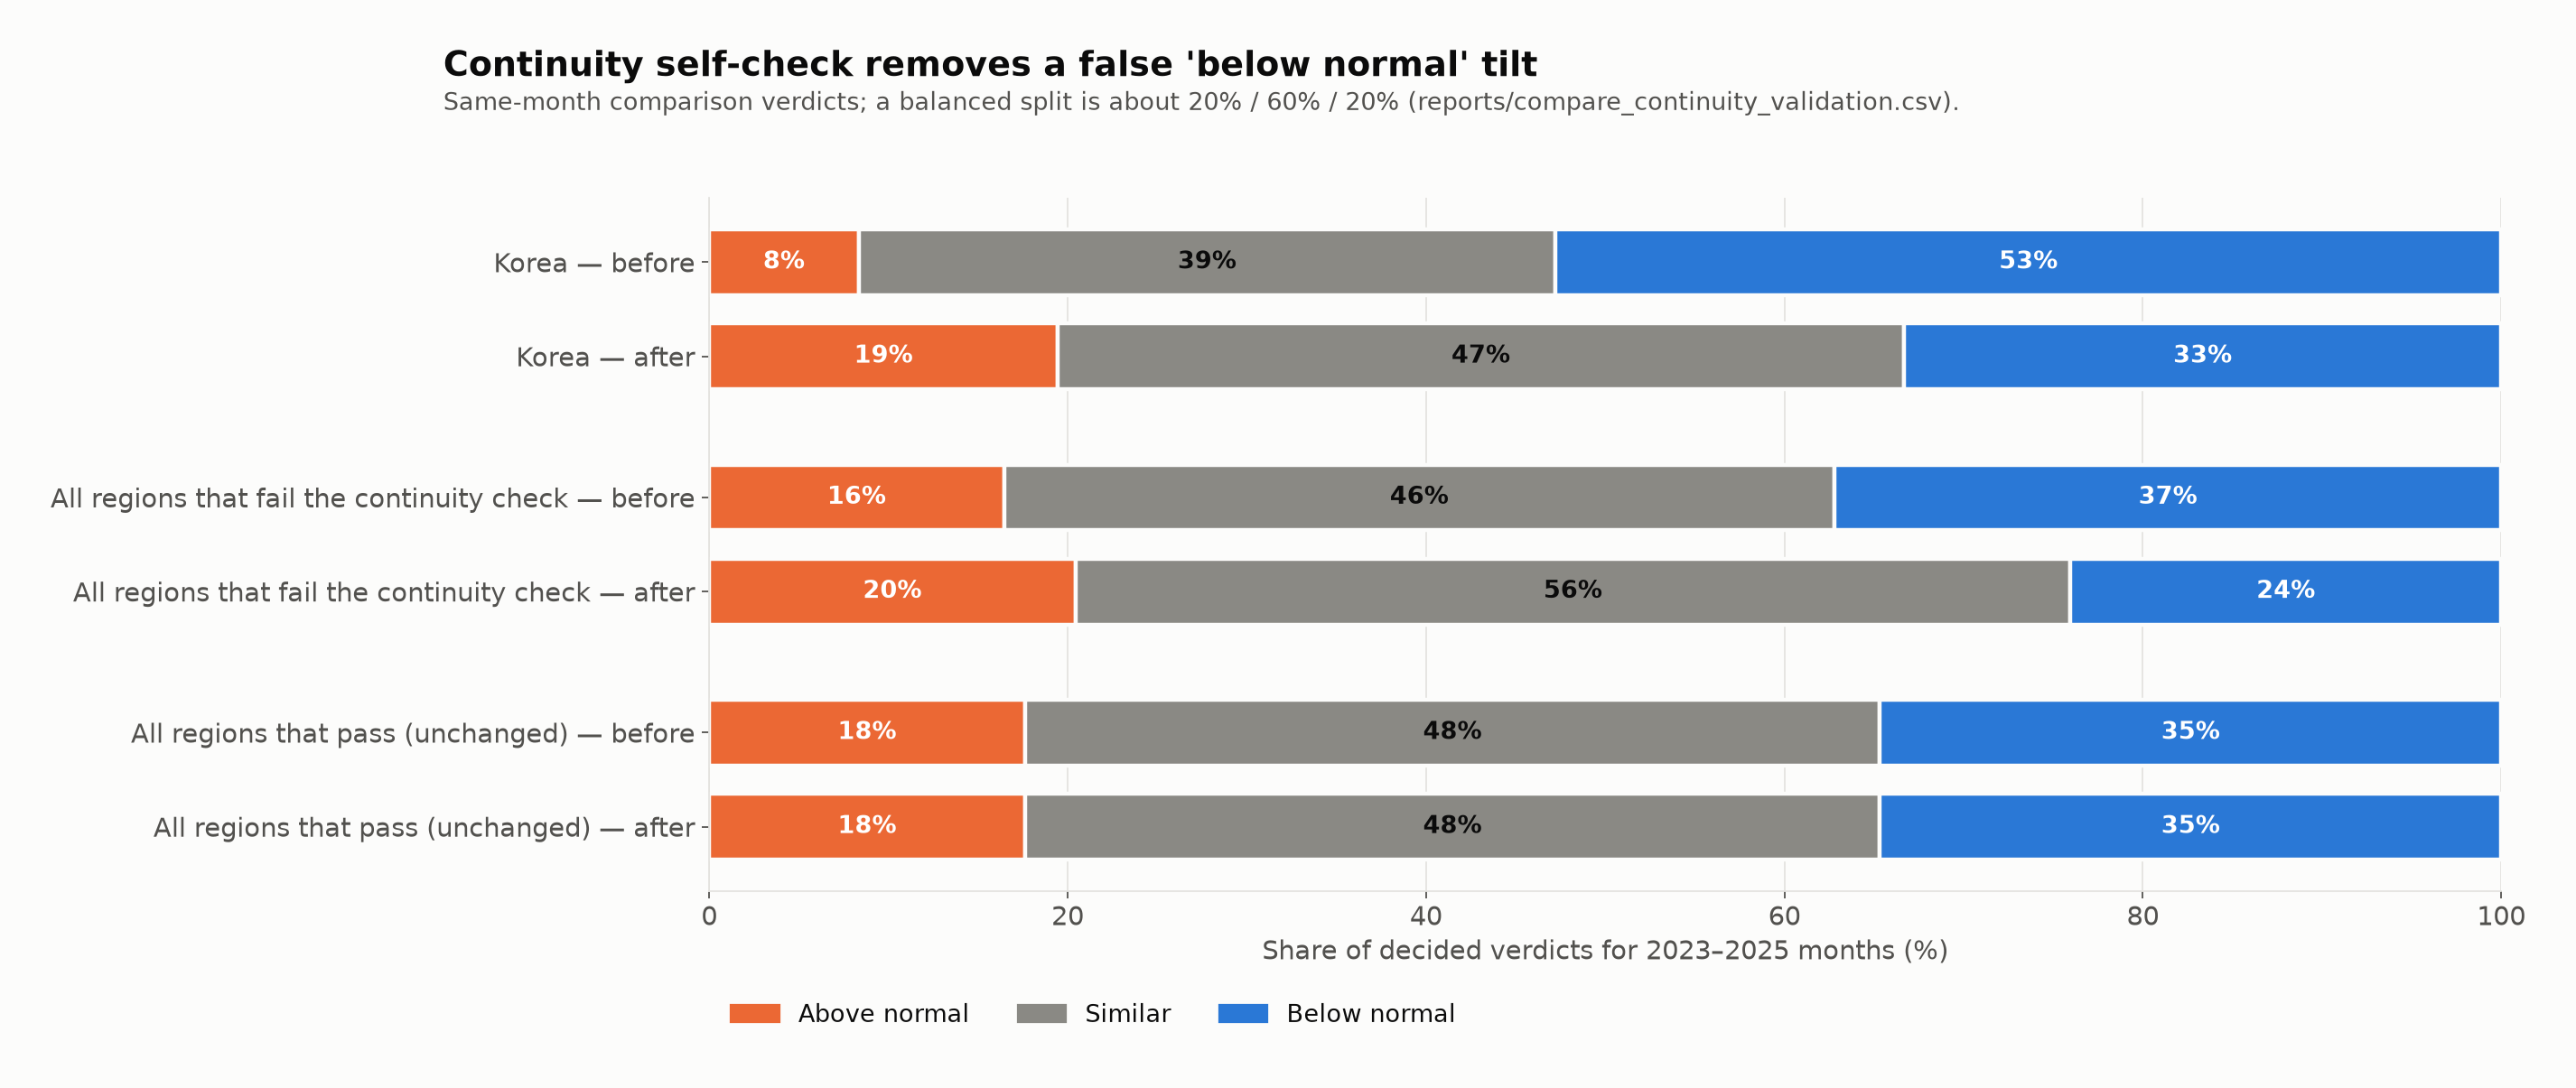 Continuity self-check removes a false 'below normal' tilt
Same-month comparison verdicts; a balanced split is about 20% / 60% / 20% (reports/compare_continuity_validation.csv).
Korea — before 8% 39% 53%
Korea — after 19% 47% 33%
All regions that fail the continuity check — before 16% 46% 37%
All regions that fail the continuity check — after 20% 56% 24%
All regions that pass (unchanged) — before 18% 48% 35%
All regions that pass (unchanged) — after 18% 48% 35%
0 20 40 60 80 100
Share of decided verdicts for 2023–2025 months (%)
Above normal Similar Below normal